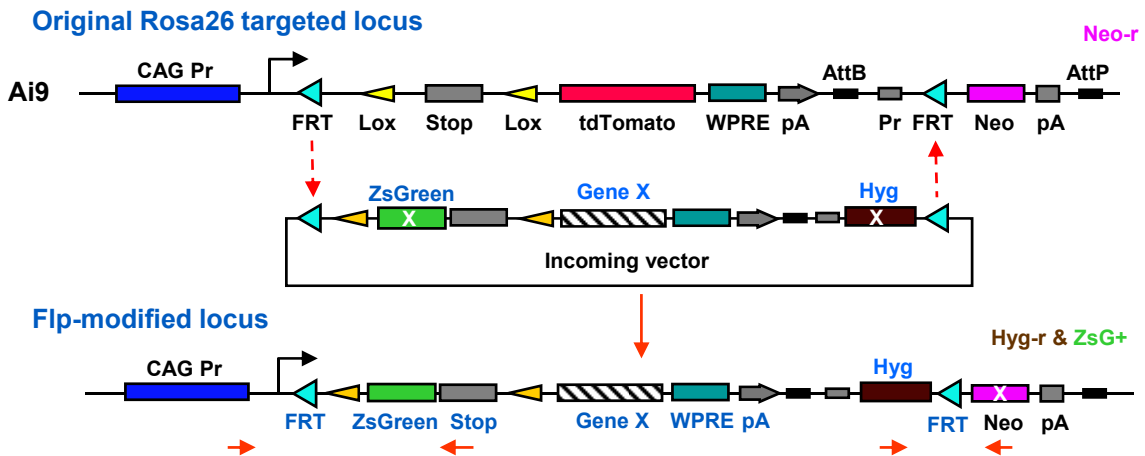 Original Rosa26 targeted locus
Neo-r
CAG Pr
AttB
AttP
Ai9
FRT Lox Stop Lox tdTomato WPRE pA Pr FRT Neo pA
ZsGreen Gene X Hyg
X X
Incoming vector
Flp-modified locus
Hyg-r & ZsG+
CAG Pr
Hyg
X
FRT ZsGreen Stop Gene X WPRE pA FRT Neo pA